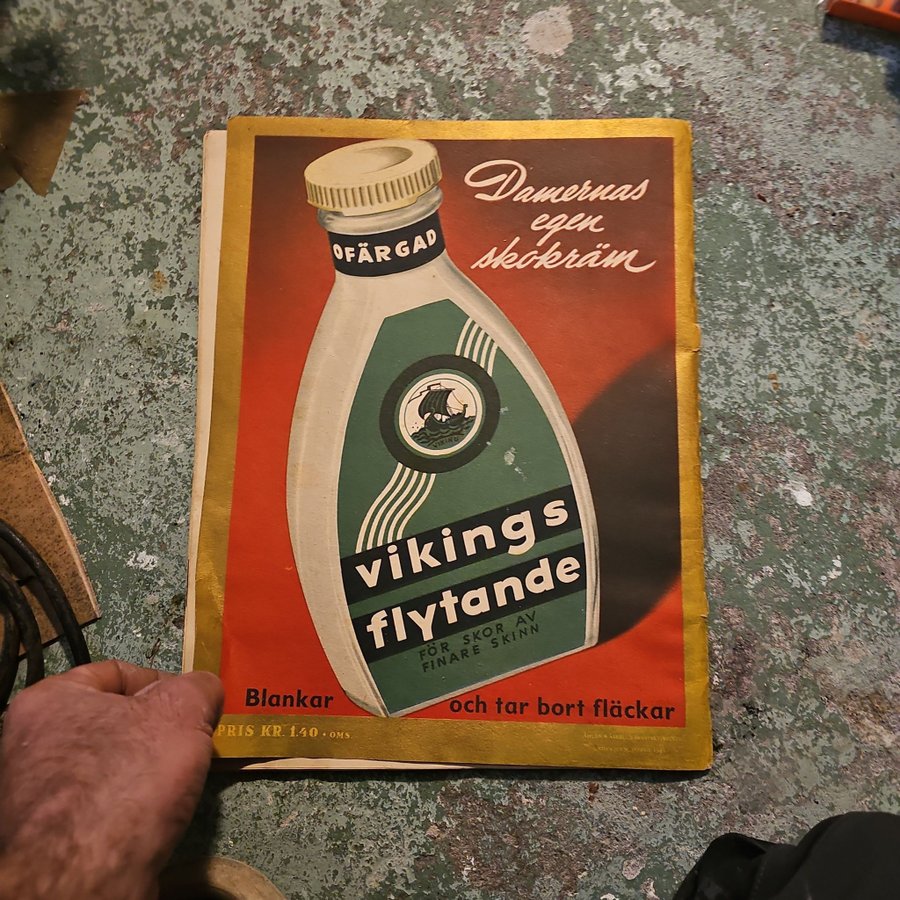 Damernas
egen
skokräm
OFÄRGAD
VIKING
vikings
flytande
FÖR SKOR AV
FINARE SKINN
Blankar
och tar bort fläckar
PRIS KR. 1.40 • OMS